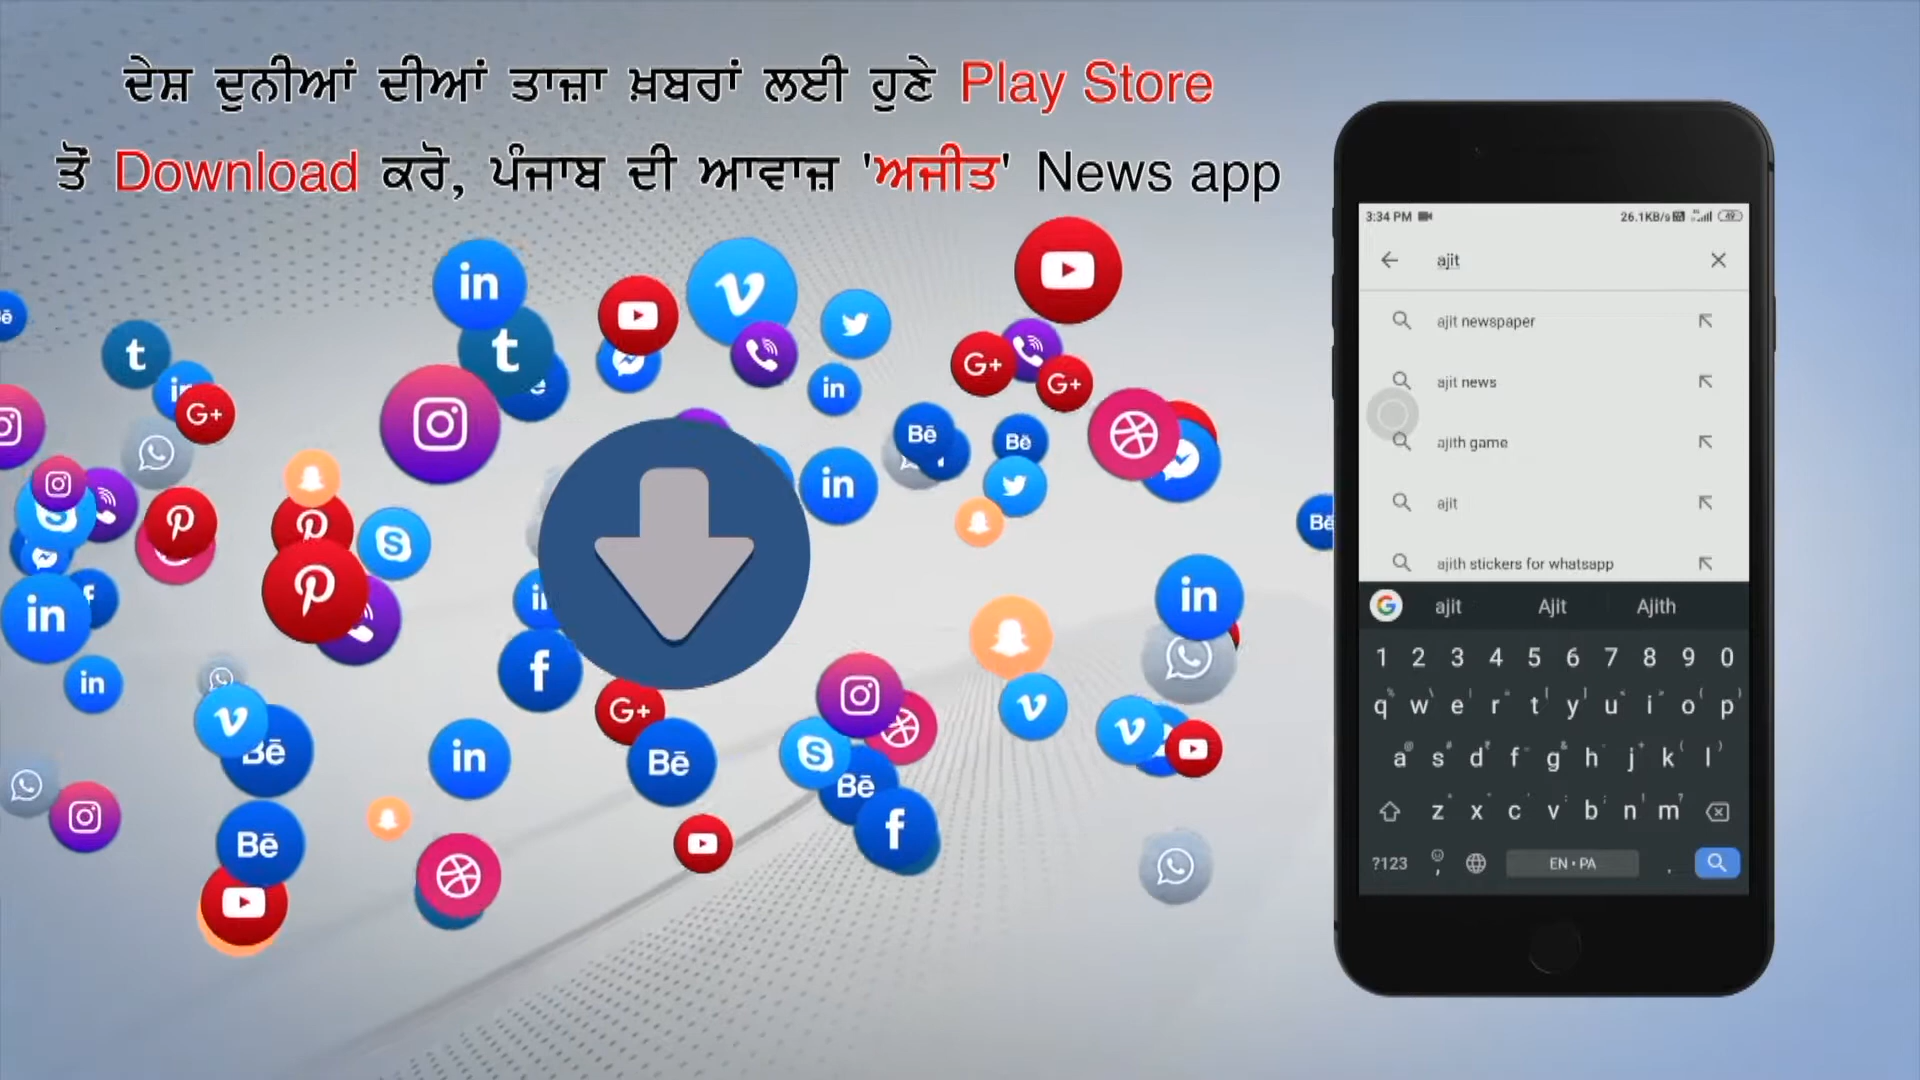 ਦੇਸ਼ ਦੁਨੀਆਂ ਦੀਆਂ ਤਾਜ਼ਾ ਖ਼ਬਰਾਂ ਲਈ ਹੁਣੇ Play Store
ਤੋਂ Download ਕਰੋ, ਪੰਜਾਬ ਦੀ ਆਵਾਜ਼ 'ਅਜੀਤ' News app
3:34 PM 26.1KB/s 49
ajit
ajit newspaper
ajit news
ajith game
ajit
ajith stickers for whatsapp
ajit Ajit Ajith
1 2 3 4 5 6 7 8 9 0
q w e r t y u i o p
a s d f g h j k l
z x c v b n m
?123 , EN • PA .